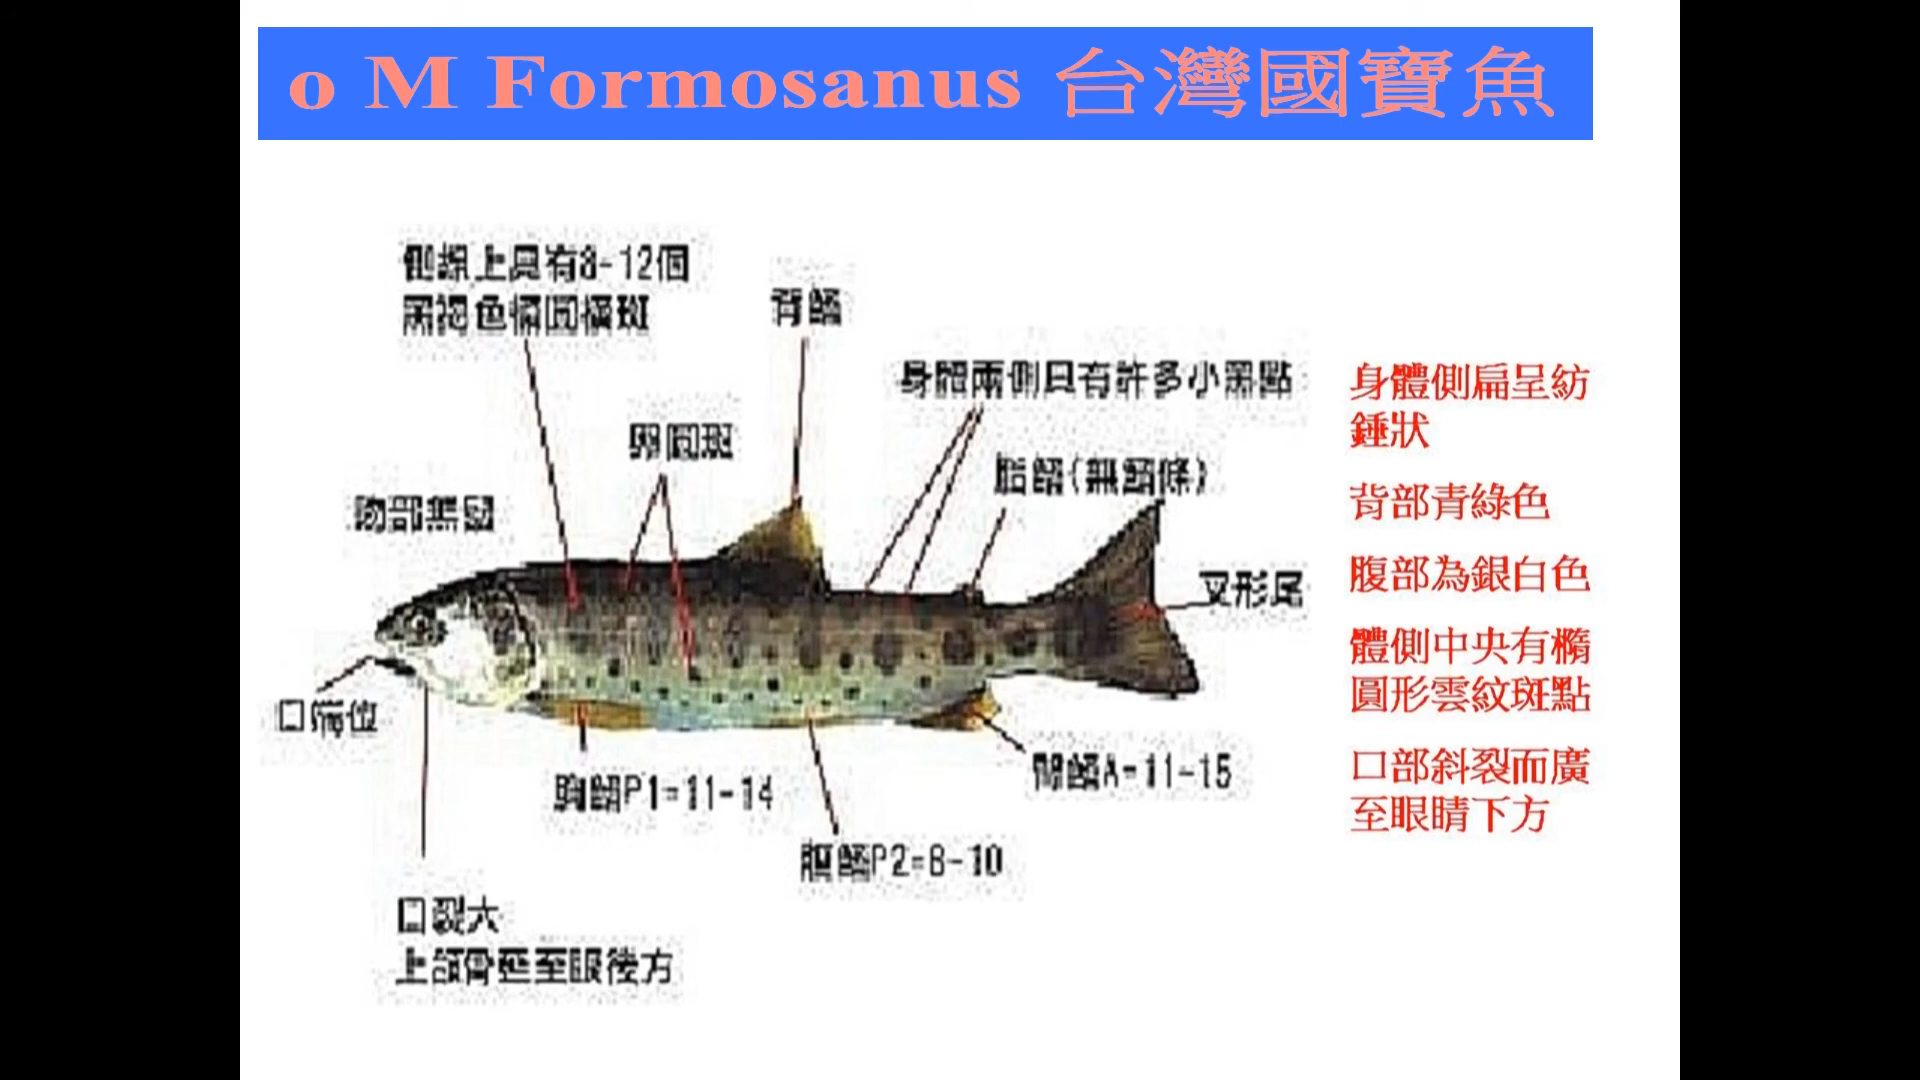 o M Formosanus 台灣國寶魚
側線上具有8-12個
黑褐色橢圓橫斑
背鰭
身體兩側具有許多小黑點
卵圓斑
脂鰭(無鰭條)
吻部無
叉形尾
口端位
胸鰭P1=11-14
臀鰭A=11-15
腹鰭P2=8-10
口裂大
上頜骨延至眼後方
身體側扁呈紡
錘狀
背部青綠色
腹部為銀白色
體側中央有橢
圓形雲紋斑點
口部斜裂而廣
至眼睛下方